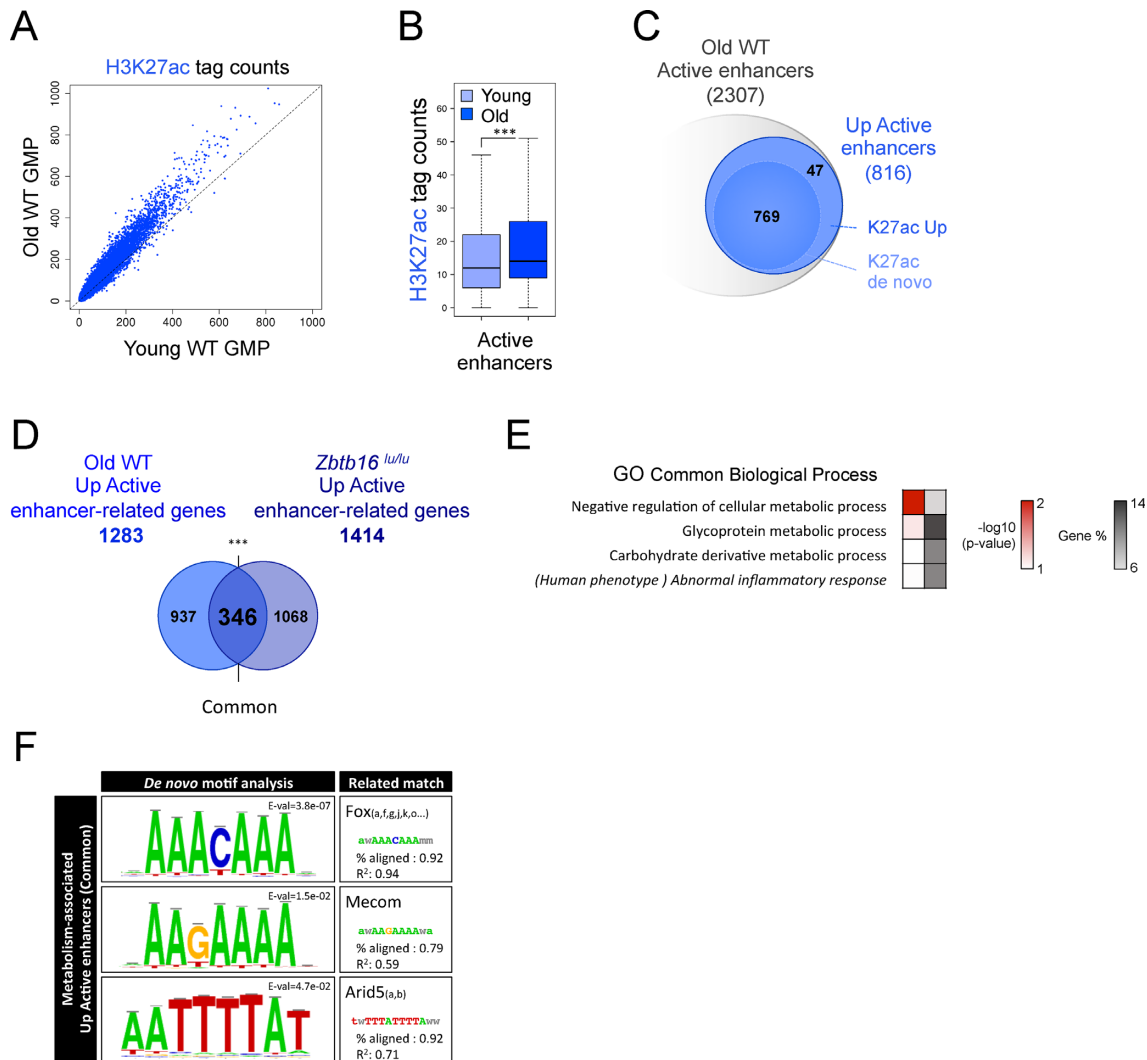 A
H3K27ac tag counts
Old WT GMP
1000
800
600
400
200
0
0 200 400 600 800 1000
Young WT GMP
B
H3K27ac tag counts
60
50
40
30
20
10
0
Young
Old
***
Active
enhancers
C
Old WT
Active enhancers
(2307)
Up Active
enhancers
(816)
47
769
K27ac Up
K27ac
de novo
D
Old WT
Up Active
enhancer-related genes
1283
Zbtb16 lu/lu
Up Active
enhancer-related genes
1414
***
937 346 1068
Common
E
GO Common Biological Process
Negative regulation of cellular metabolic process
Glycoprotein metabolic process
Carbohydrate derivative metabolic process
(Human phenotype ) Abnormal inflammatory response
-log10
(p-value)
2
1
Gene %
14
6
F
De novo motif analysis
Related match
Metabolism-associated
Up Active enhancers (Common)
E-val=3.8e-07
AAACAAA
Fox(a,f,g,j,k,o...)
awAAACAAAmm
% aligned : 0.92
R2: 0.94
E-val=1.5e-02
AAGAAAA
Mecom
awAAGAAAAwa
% aligned : 0.79
R2: 0.59
E-val=4.7e-02
AATTTTAT
Arid5(a,b)
twTTTATTTTAww
% aligned : 0.92
R2: 0.71